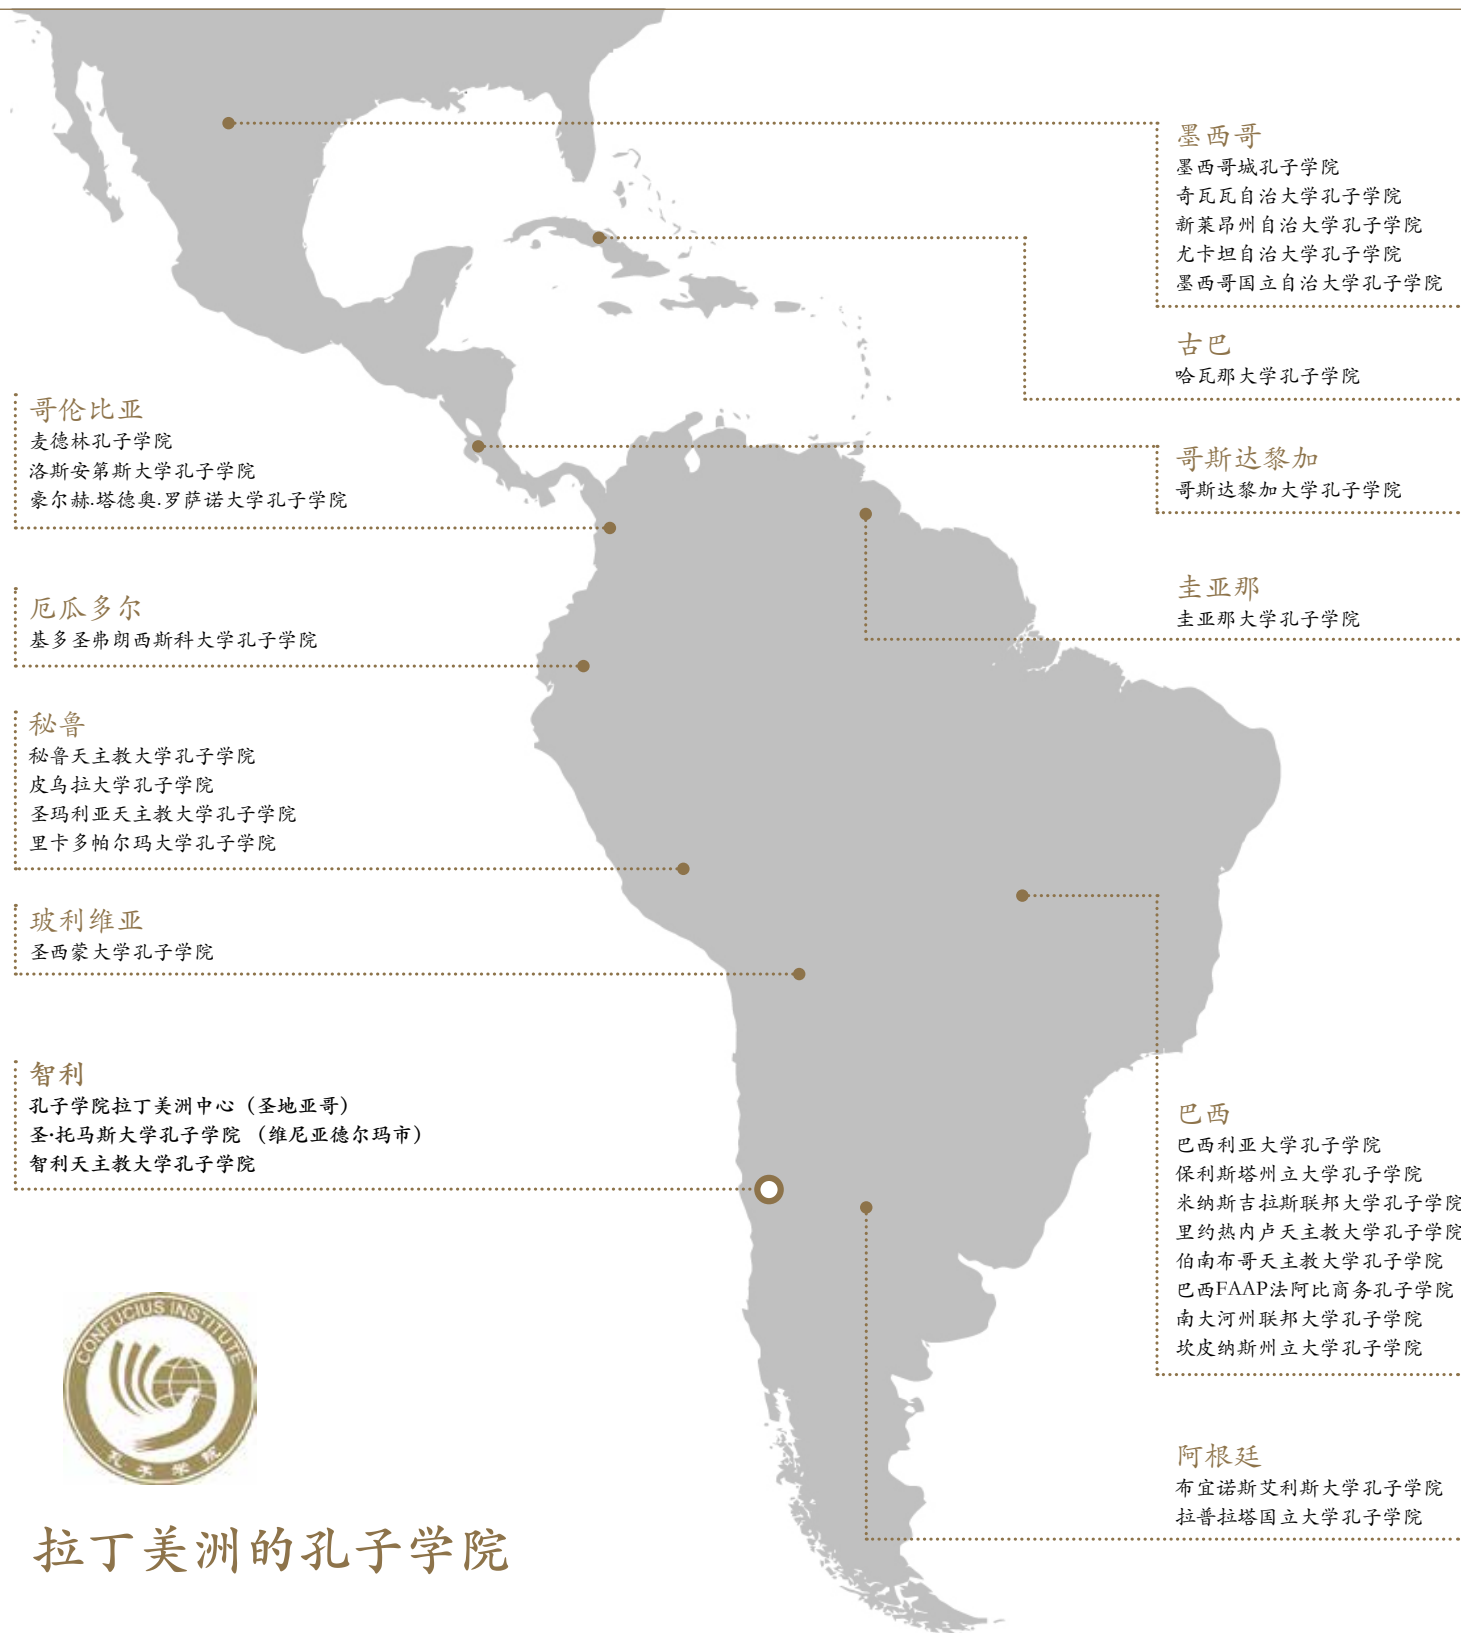 墨西哥
墨西哥城孔子学院
奇瓦瓦自治大学孔子学院
新莱昂州自治大学孔子学院
尤卡坦自治大学孔子学院
墨西哥国立自治大学孔子学院
古巴
哈瓦那大学孔子学院
哥斯达黎加
哥斯达黎加大学孔子学院
圭亚那
圭亚那大学孔子学院
哥伦比亚
麦德林孔子学院
洛斯安第斯大学孔子学院
豪尔赫.塔德奥.罗萨诺大学孔子学院
厄瓜多尔
基多圣弗朗西斯科大学孔子学院
秘鲁
秘鲁天主教大学孔子学院
皮乌拉大学孔子学院
圣玛利亚天主教大学孔子学院
里卡多帕尔玛大学孔子学院
玻利维亚
圣西蒙大学孔子学院
智利
孔子学院拉丁美洲中心（圣地亚哥）
圣·托马斯大学孔子学院 （维尼亚德尔玛市）
智利天主教大学孔子学院
巴西
巴西利亚大学孔子学院
保利斯塔州立大学孔子学院
米纳斯吉拉斯联邦大学孔子学院
里约热内卢天主教大学孔子学院
伯南布哥天主教大学孔子学院
巴西FAAP法阿比商务孔子学院
南大河州联邦大学孔子学院
坎皮纳斯州立大学孔子学院
阿根廷
布宜诺斯艾利斯大学孔子学院
拉普拉塔国立大学孔子学院
CONFUCIUS INSTITUTE
孔子学院
拉丁美洲的孔子学院